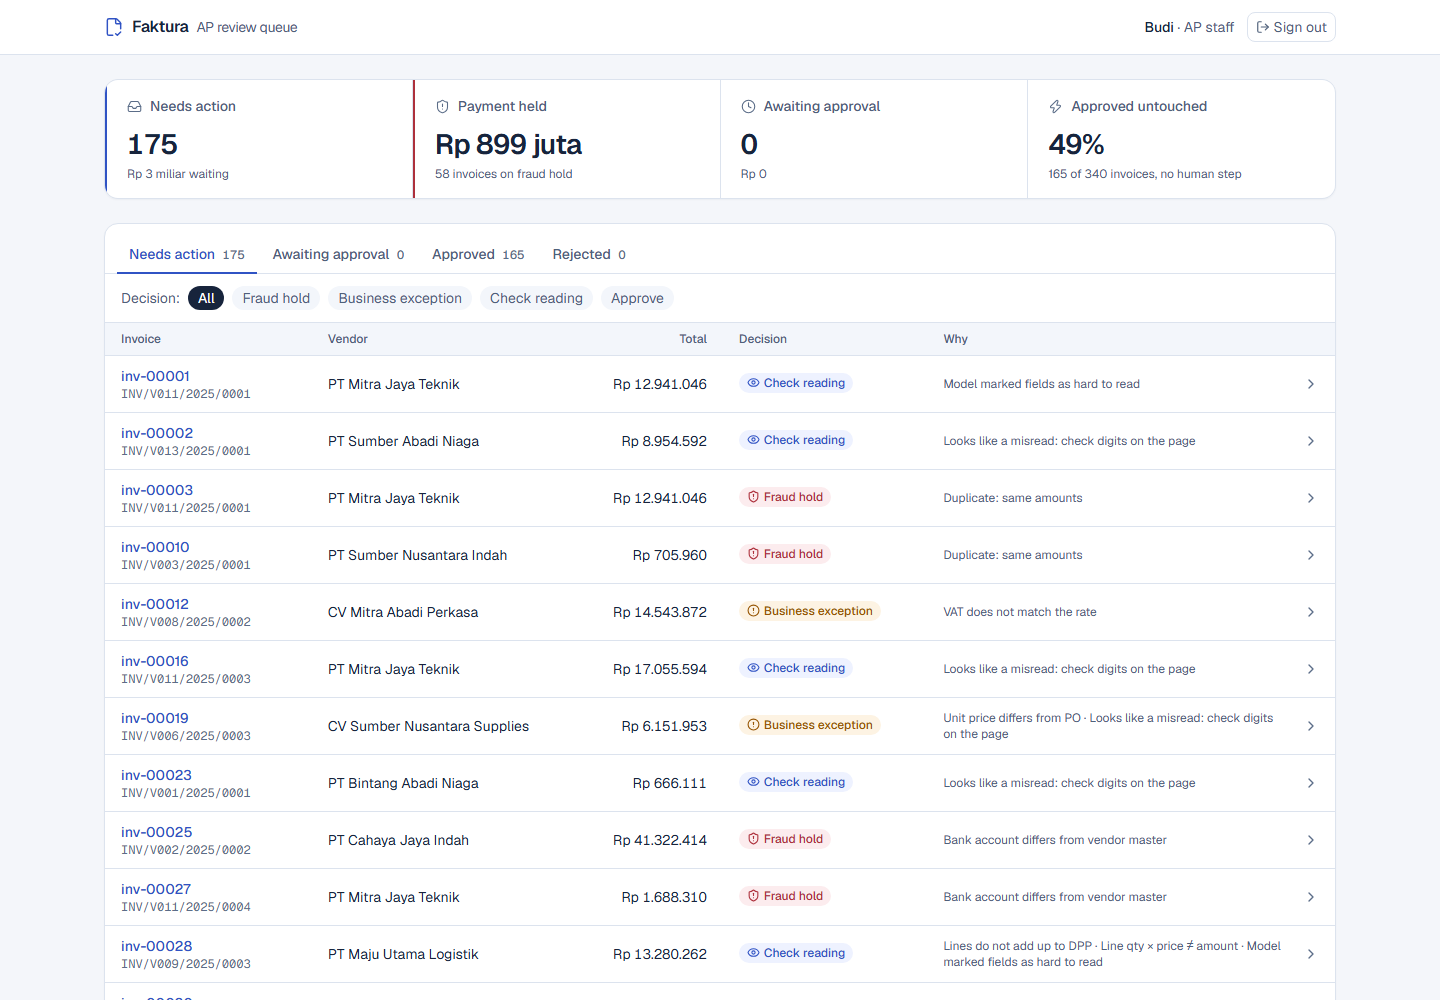 Faktura AP review queue
Budi · AP staff
Sign out
Needs action
175
Rp 3 miliar waiting
Payment held
Rp 899 juta
58 invoices on fraud hold
Awaiting approval
0
Rp 0
Approved untouched
49%
165 of 340 invoices, no human step
Needs action 175
Awaiting approval 0
Approved 165
Rejected 0
Decision: All Fraud hold Business exception Check reading Approve
Invoice Vendor Total Decision Why
inv-00001
INV/V011/2025/0001
PT Mitra Jaya Teknik
Rp 12.941.046
Check reading
Model marked fields as hard to read
inv-00002
INV/V013/2025/0001
PT Sumber Abadi Niaga
Rp 8.954.592
Check reading
Looks like a misread: check digits on the page
inv-00003
INV/V011/2025/0001
PT Mitra Jaya Teknik
Rp 12.941.046
Fraud hold
Duplicate: same amounts
inv-00010
INV/V003/2025/0001
PT Sumber Nusantara Indah
Rp 705.960
Fraud hold
Duplicate: same amounts
inv-00012
INV/V008/2025/0002
CV Mitra Abadi Perkasa
Rp 14.543.872
Business exception
VAT does not match the rate
inv-00016
INV/V011/2025/0003
PT Mitra Jaya Teknik
Rp 17.055.594
Check reading
Looks like a misread: check digits on the page
inv-00019
INV/V006/2025/0003
CV Sumber Nusantara Supplies
Rp 6.151.953
Business exception
Unit price differs from PO · Looks like a misread: check digits
on the page
inv-00023
INV/V001/2025/0001
PT Bintang Abadi Niaga
Rp 666.111
Check reading
Looks like a misread: check digits on the page
inv-00025
INV/V002/2025/0002
PT Cahaya Jaya Indah
Rp 41.322.414
Fraud hold
Bank account differs from vendor master
inv-00027
INV/V011/2025/0004
PT Mitra Jaya Teknik
Rp 1.688.310
Fraud hold
Bank account differs from vendor master
inv-00028
INV/V009/2025/0003
PT Maju Utama Logistik
Rp 13.280.262
Check reading
Lines do not add up to DPP · Line qty × price ≠ amount · Model
marked fields as hard to read